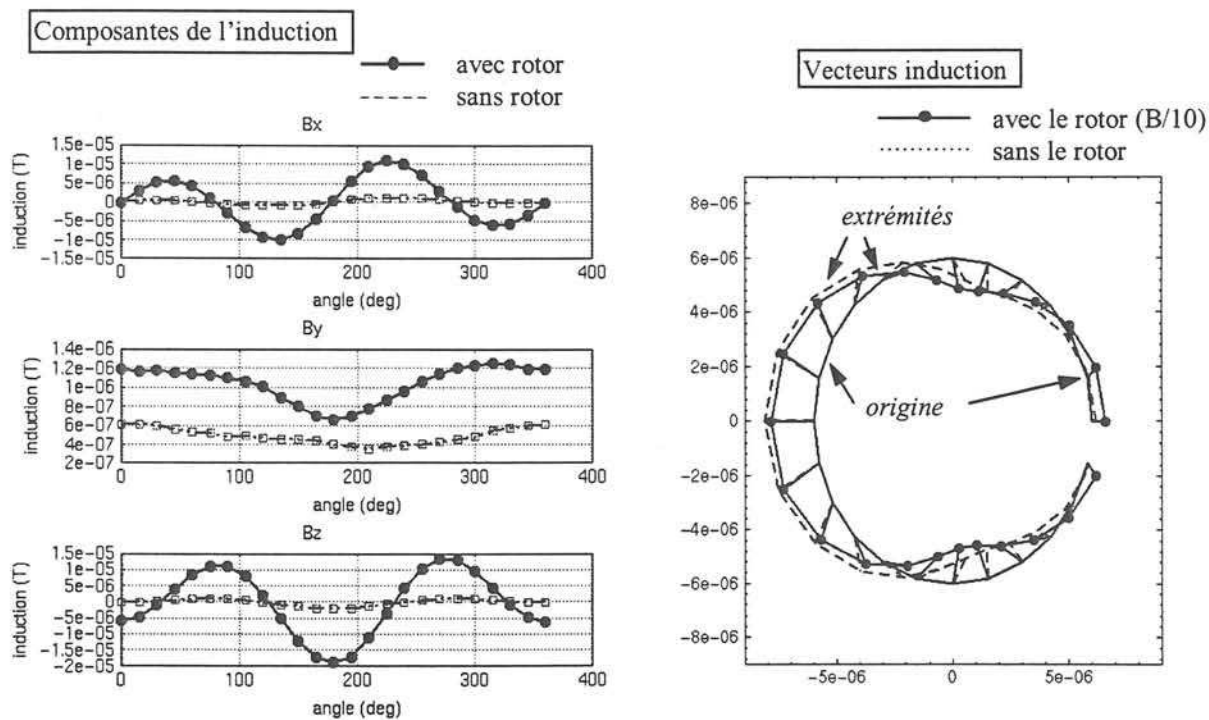 Composantes de l'induction
avec rotor
sans rotor
Bx
induction (T)
1.5e-05
1e-05
5e-06
0
-5e-06
-1e-05
-1.5e-05
0 100 200 300 400
angle (deg)
By
induction (T)
1.4e-06
1.2e-06
1e-06
8e-07
6e-07
4e-07
2e-07
0 100 200 300 400
angle (deg)
Bz
induction (T)
1.5e-05
1e-05
5e-06
0
-5e-06
-1e-05
-1.5e-05
-2e-05
0 100 200 300 400
angle (deg)
Vecteurs induction
avec le rotor (B/10)
sans le rotor
8e-06
6e-06
4e-06
2e-06
0
-2e-06
-4e-06
-6e-06
-8e-06
extrémités
origine
-5e-06 0 5e-06